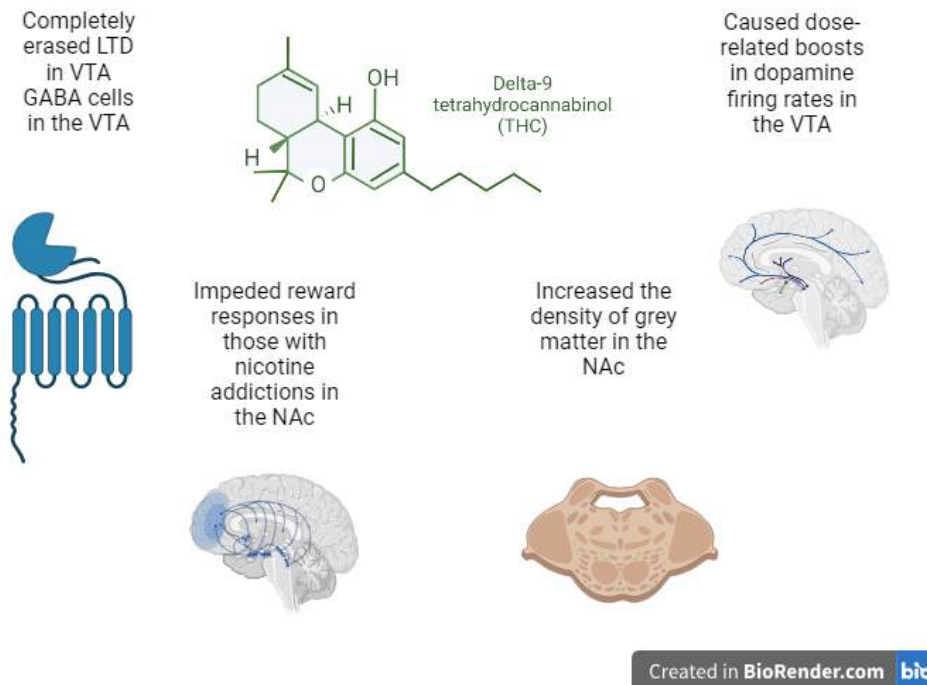 Completely
erased LTD
in VTA
GABA cells
in the VTA
OH
H
H
O
Delta-9
tetrahydrocannabinol
(THC)
Caused dose-
related boosts
in dopamine
firing rates in
the VTA
Impeded reward
responses in
those with
nicotine
addictions in
the NAc
Increased the
density of grey
matter in the
NAc
Created in BioRender.com bio